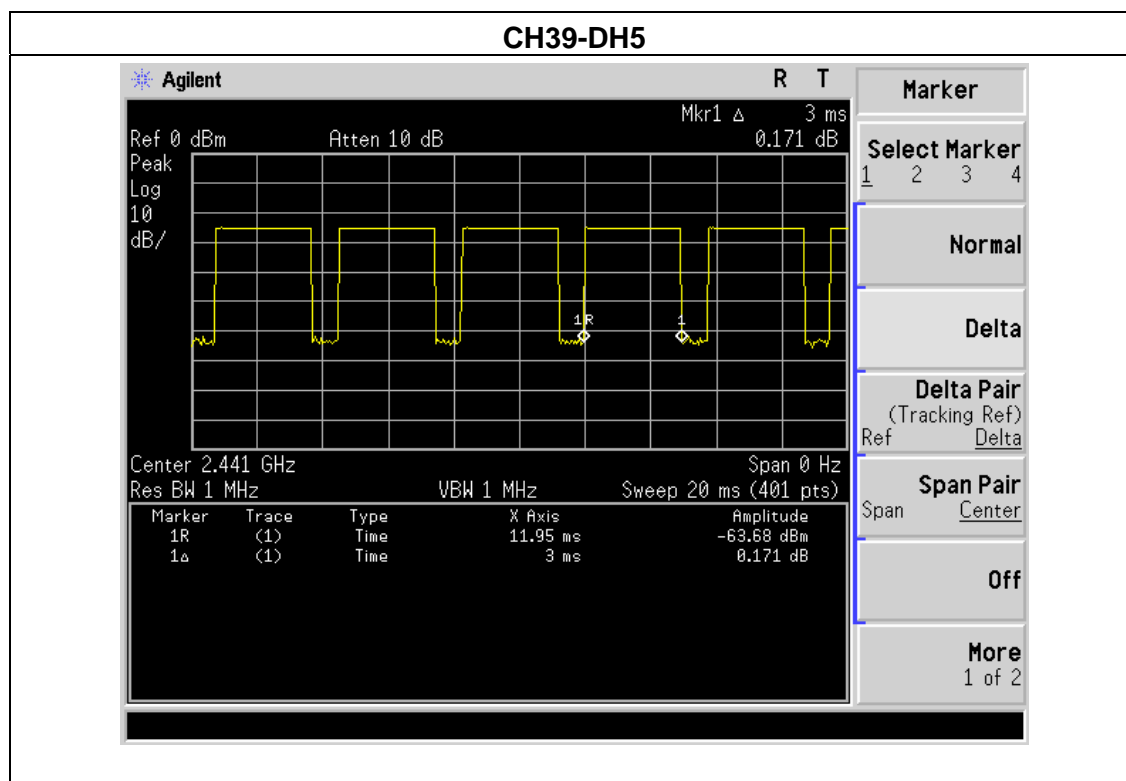 CH39-DH5
Agilent R T
Mkr1 Δ 3 ms
Ref 0 dBm Atten 10 dB 0.171 dB
Peak
Log
10
dB/
1R 1
Center 2.441 GHz Span 0 Hz
Res BW 1 MHz VBW 1 MHz Sweep 20 ms (401 pts)
Marker Trace Type X Axis Amplitude
1R (1) Time 11.95 ms -63.68 dBm
1Δ (1) Time 3 ms 0.171 dB
Marker
Select Marker
1 2 3 4
Normal
Delta
Delta Pair
(Tracking Ref)
Ref Delta
Span Pair
Span Center
Off
More
1 of 2